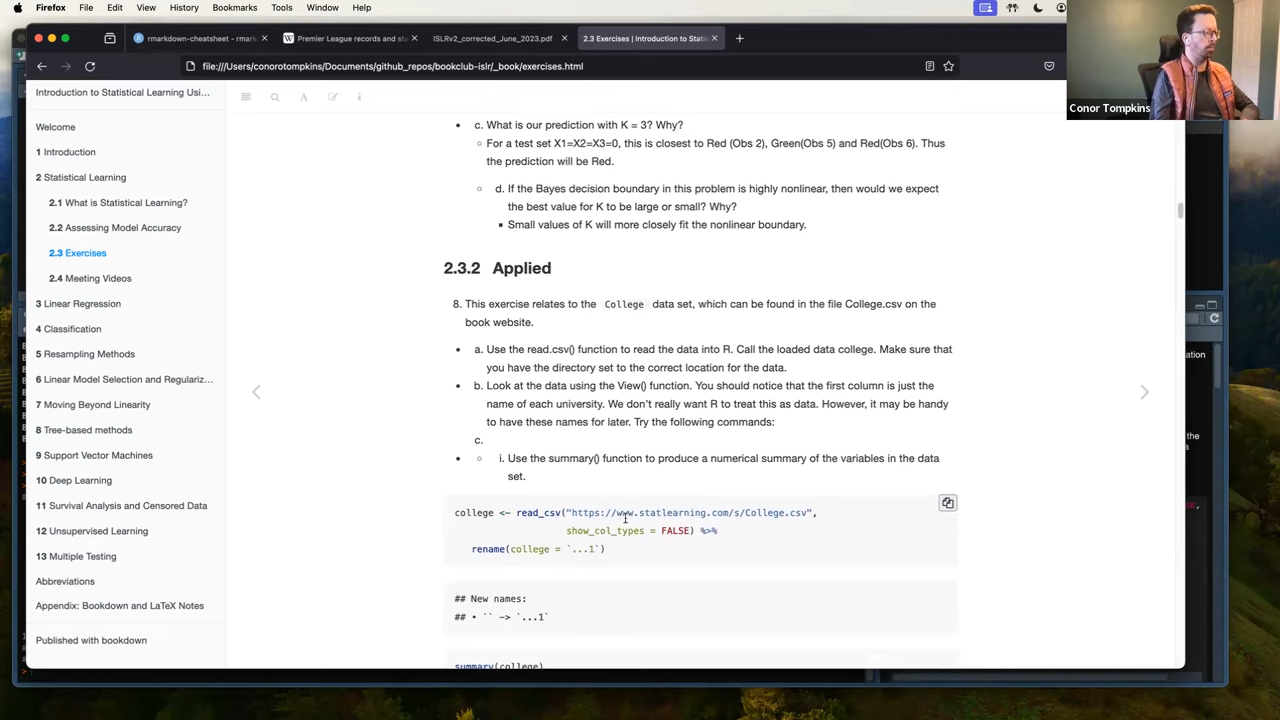 Firefox File Edit View History Bookmarks Tools Window Help
rmarkdown-cheatsheet - rmark
Premier League records and sta
ISLRv2_corrected_June_2023.pdf
2.3 Exercises | Introduction to Statis
file:///Users/conorotompkins/Documents/github_repos/bookclub-islr/_book/exercises.html
Conor Tompkins
Introduction to Statistical Learning Usi...
Welcome
1 Introduction
2 Statistical Learning
2.1 What is Statistical Learning?
2.2 Assessing Model Accuracy
2.3 Exercises
2.4 Meeting Videos
3 Linear Regression
4 Classification
5 Resampling Methods
6 Linear Model Selection and Regulariz...
7 Moving Beyond Linearity
8 Tree-based methods
9 Support Vector Machines
10 Deep Learning
11 Survival Analysis and Censored Data
12 Unsupervised Learning
13 Multiple Testing
Abbreviations
Appendix: Bookdown and LaTeX Notes
Published with bookdown
c. What is our prediction with K = 3? Why?
For a test set X1=X2=X3=0, this is closest to Red (Obs 2), Green(Obs 5) and Red(Obs 6). Thus
the prediction will be Red.
d. If the Bayes decision boundary in this problem is highly nonlinear, then would we expect
the best value for K to be large or small? Why?
Small values of K will more closely fit the nonlinear boundary.
2.3.2 Applied
8. This exercise relates to the College data set, which can be found in the file College.csv on the
book website.
a. Use the read.csv() function to read the data into R. Call the loaded data college. Make sure that
you have the directory set to the correct location for the data.
b. Look at the data using the View() function. You should notice that the first column is just the
name of each university. We don't really want R to treat this as data. However, it may be handy
to have these names for later. Try the following commands:
c.
i. Use the summary() function to produce a numerical summary of the variables in the data
set.
college <- read_csv("https://www.statlearning.com/s/College.csv",
show_col_types = FALSE) %>%
rename(college = `...1`)
## New names:
## • `` -> `...1`
summary(college)